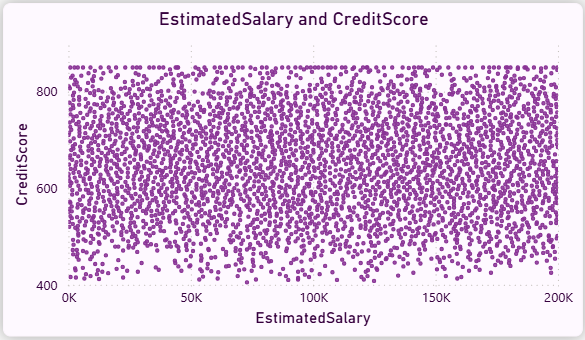 EstimatedSalary and CreditScore
CreditScore
800
600
400
0K 50K 100K 150K 200K
EstimatedSalary